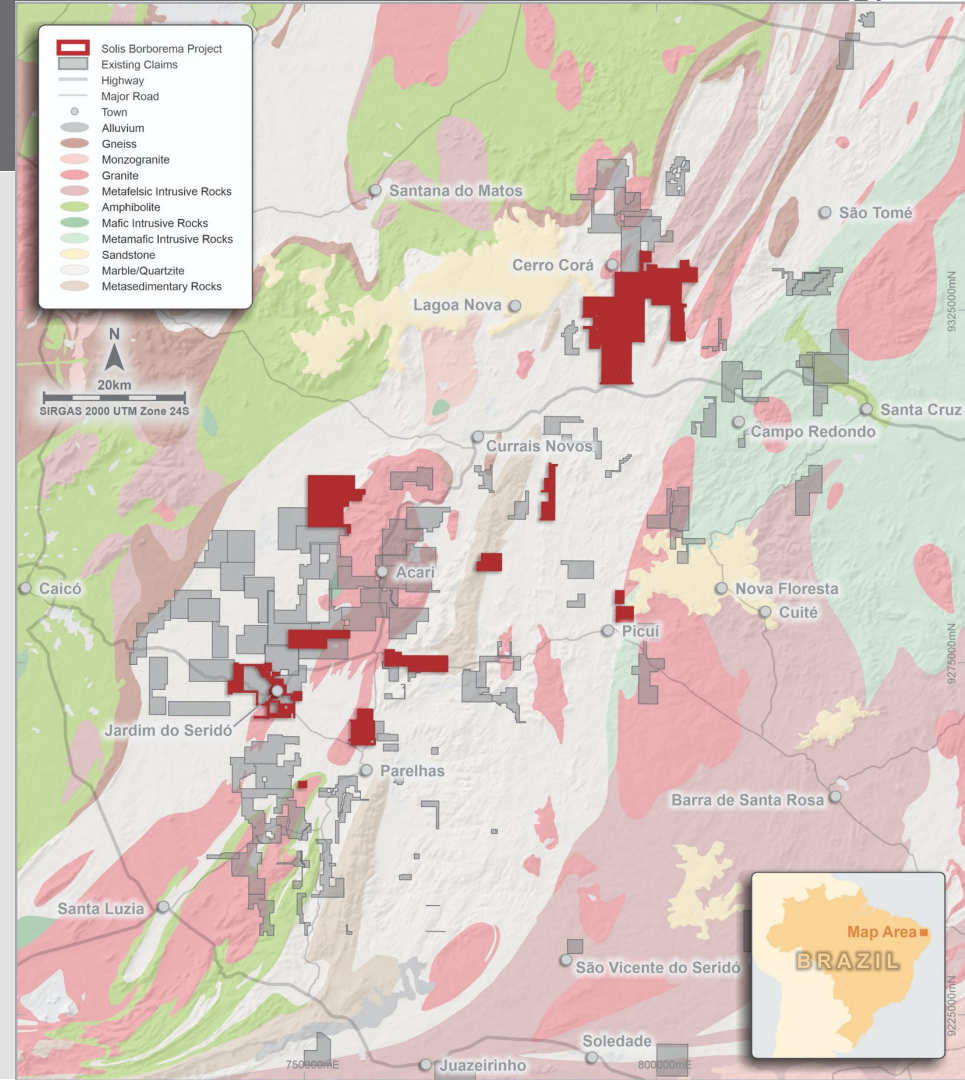 Solis Borborema Project
Existing Claims
Highway
Major Road
Town
Alluvium
Gneiss
Monzogranite
Granite
Metafelsic Intrusive Rocks
Amphibolite
Mafic Intrusive Rocks
Metamafic Intrusive Rocks
Sandstone
Marble/Quartzite
Metasedimentary Rocks
N
20km
SIRGAS 2000 UTM Zone 24S
Santana do Matos
São Tomé
Cerro Corá
Lagoa Nova
9325000mN
Santa Cruz
Campo Redondo
Currais Novos
Acari
Caicó
Nova Floresta
Cuité
Picuí
9275000mN
Jardim do Seridó
Parelhas
Barra de Santa Rosa
Santa Luzia
Map Area
BRAZIL
São Vicente do Seridó
9225000mN
Soledade
750000mE
Juazeirinho
800000mE